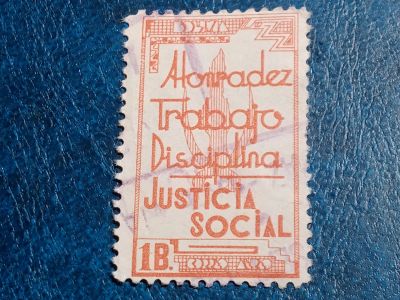 Honradez
Trabajo
Disciplina
JUSTICIA
SOCIAL
1B.